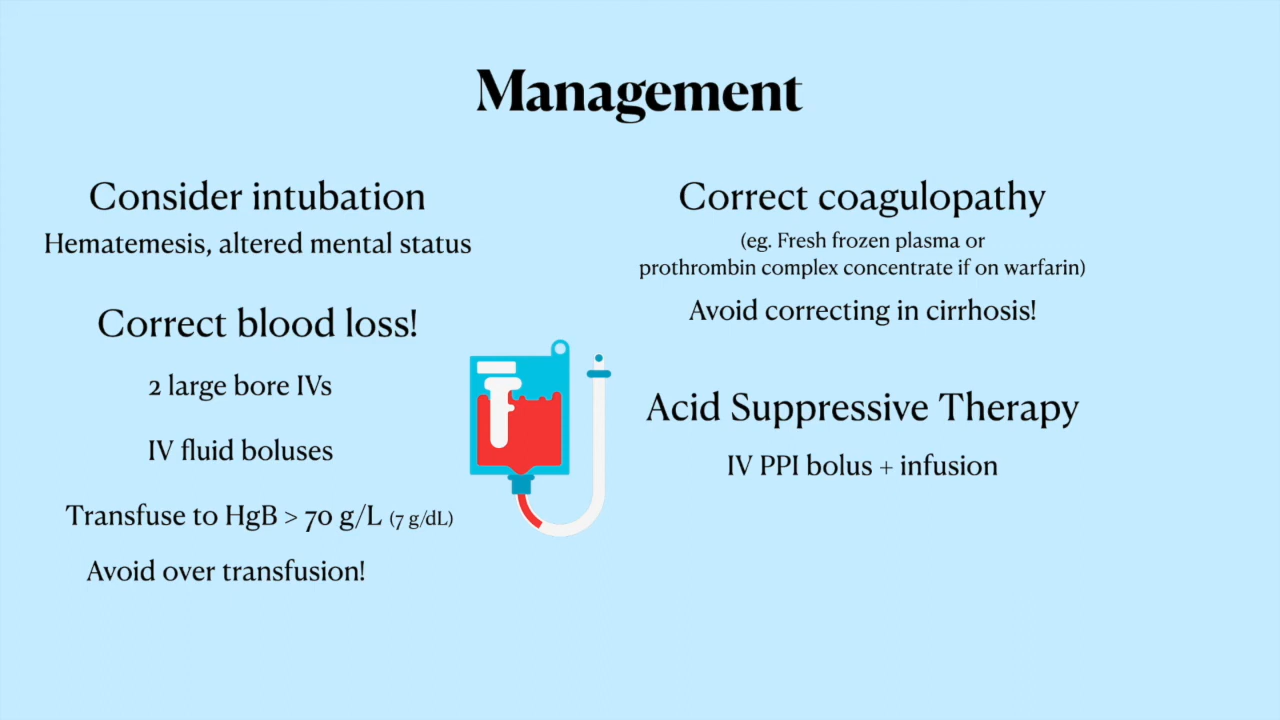 Management
Consider intubation
Hematemesis, altered mental status
Correct blood loss!
2 large bore IVs
IV fluid boluses
Transfuse to HgB > 70 g/L (7 g/dL)
Avoid over transfusion!
Correct coagulopathy
(eg. Fresh frozen plasma or
prothrombin complex concentrate if on warfarin)
Avoid correcting in cirrhosis!
Acid Suppressive Therapy
IV PPI bolus + infusion